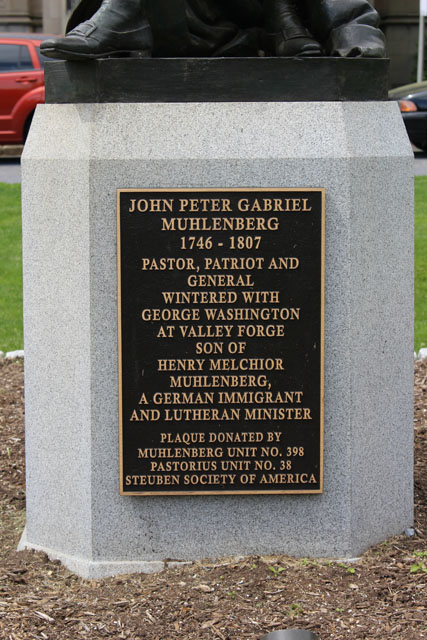 JOHN PETER GABRIEL
MUHLENBERG
1746 - 1807
PASTOR, PATRIOT AND
GENERAL
WINTERED WITH
GEORGE WASHINGTON
AT VALLEY FORGE
SON OF
HENRY MELCHIOR
MUHLENBERG,
A GERMAN IMMIGRANT
AND LUTHERAN MINISTER
PLAQUE DONATED BY
MUHLENBERG UNIT NO. 398
PASTORIUS UNIT NO. 38
STEUBEN SOCIETY OF AMERICA